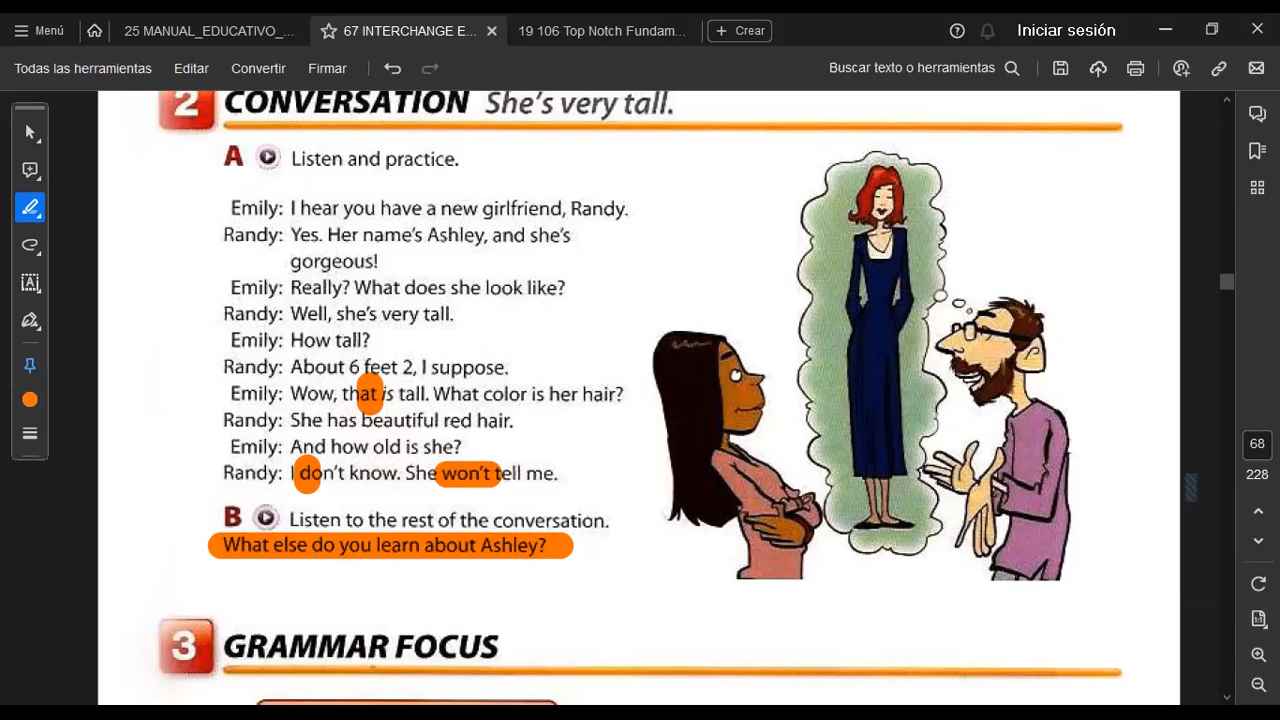 Menú 25 MANUAL_EDUCATIVO_... 67 INTERCHANGE E... 19 106 Top Notch Fundam... Crear Iniciar sesión
Todas las herramientas Editar Convertir Firmar Buscar texto o herramientas
2 CONVERSATION She's very tall.
A Listen and practice.
Emily: I hear you have a new girlfriend, Randy.
Randy: Yes. Her name's Ashley, and she's
gorgeous!
Emily: Really? What does she look like?
Randy: Well, she's very tall.
Emily: How tall?
Randy: About 6 feet 2, I suppose.
Emily: Wow, that is tall. What color is her hair?
Randy: She has beautiful red hair.
Emily: And how old is she?
Randy: I don't know. She won't tell me.
B Listen to the rest of the conversation.
What else do you learn about Ashley?
3 GRAMMAR FOCUS
68
228